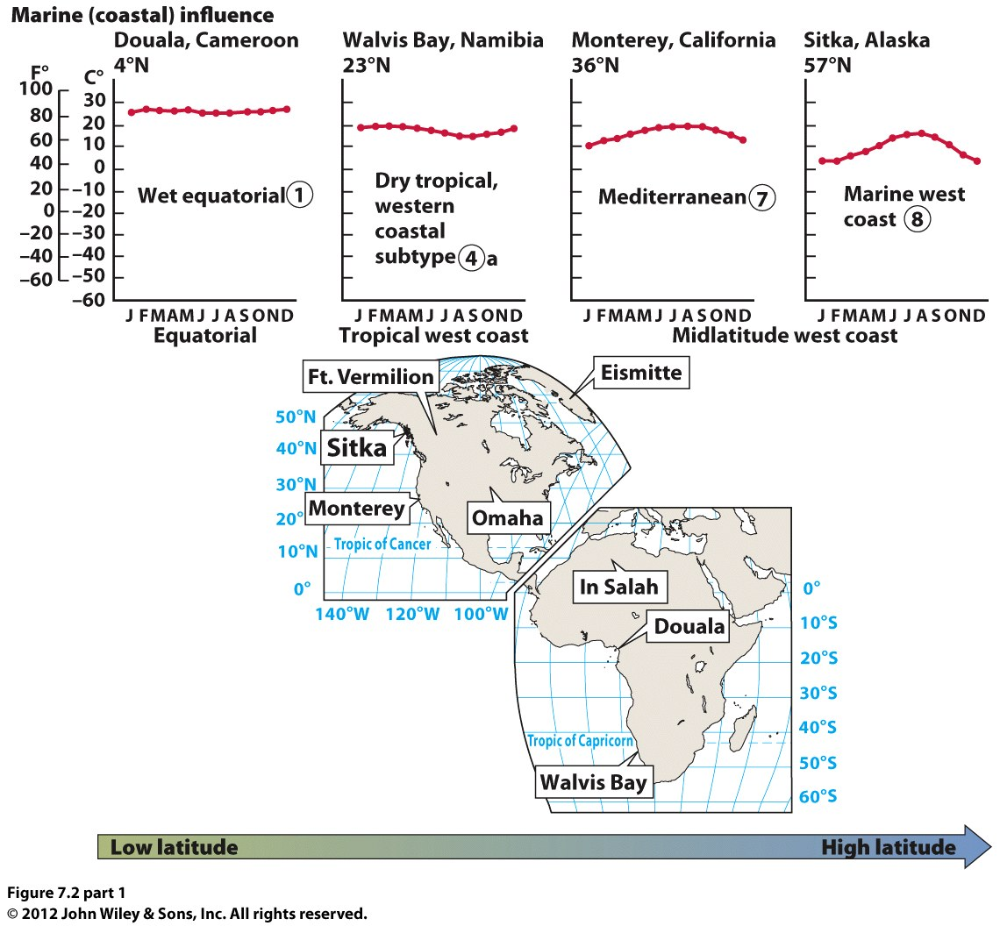 Marine (coastal) influence
Douala, Cameroon
4°N
Walvis Bay, Namibia
23°N
Monterey, California
36°N
Sitka, Alaska
57°N
F°
C°
100
80
60
40
20
0
–20
–40
–60
30
20
10
0
–10
–20
–30
–40
–50
–60
Wet equatorial 1
Dry tropical,
western
coastal
subtype 4 a
Mediterranean 7
Marine west
coast 8
J F M A M J J A S O N D
J F M A M J J A S O N D
J F M A M J J A S O N D
J F M A M J J A S O N D
Equatorial
Tropical west coast
Midlatitude west coast
Ft. Vermilion
Eismitte
Sitka
Monterey
Omaha
50°N
40°N
30°N
20°
10°N
0°
Tropic of Cancer
140°W 120°W 100°W
In Salah
Douala
Walvis Bay
Tropic of Capricorn
0°
10°S
20°S
30°S
40°S
50°S
60°S
Low latitude
High latitude
Figure 7.2 part 1
© 2012 John Wiley & Sons, Inc. All rights reserved.